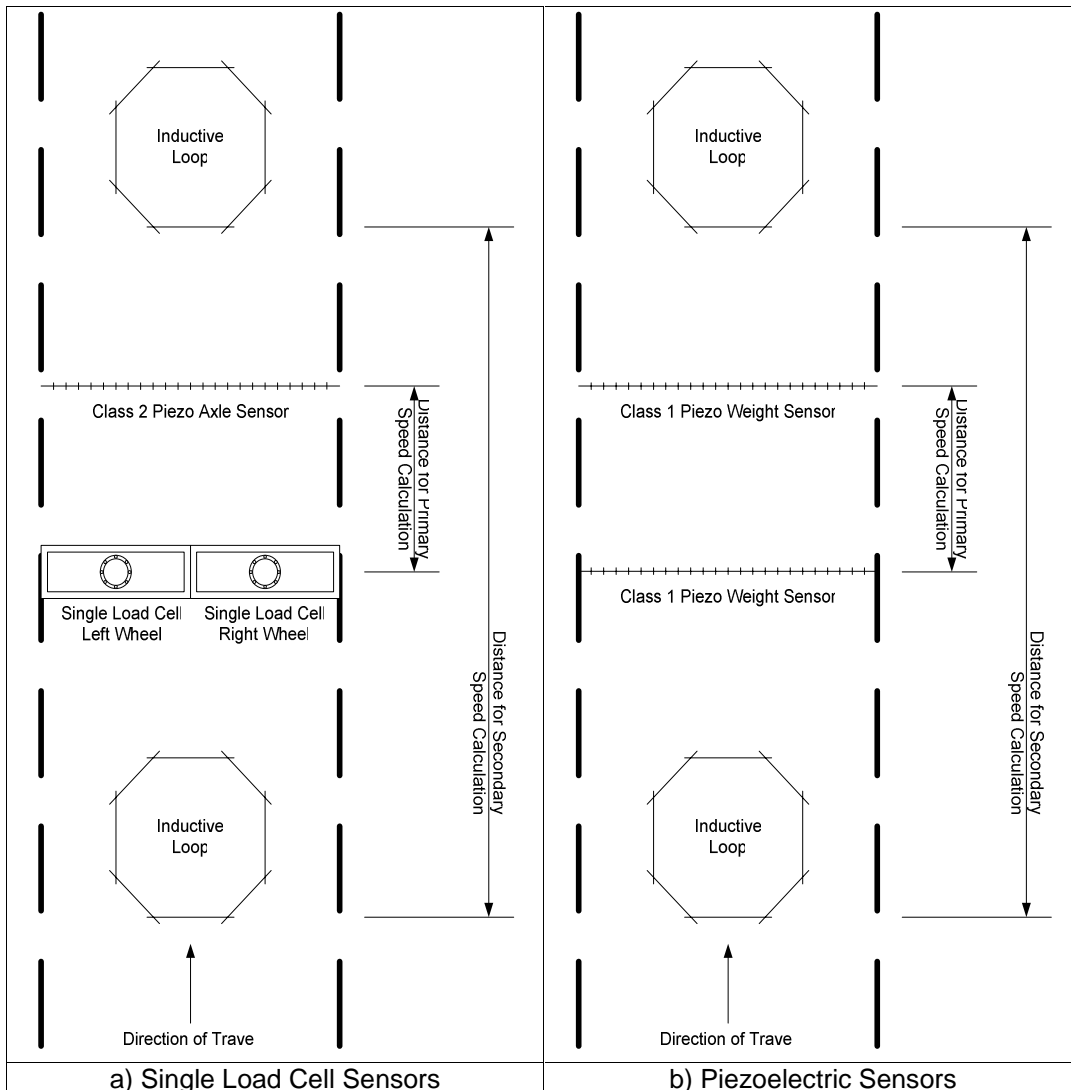 Inductive
Loop
Class 2 Piezo Axle Sensor
Distance for Primary
Speed Calculation
Single Load Cell
Left Wheel
Single Load Cell
Right Wheel
Distance for Secondary
Speed Calculation
Inductive
Loop
Direction of Trave
a) Single Load Cell Sensors
Inductive
Loop
Class 1 Piezo Weight Sensor
Distance for Primary
Speed Calculation
Class 1 Piezo Weight Sensor
Distance for Secondary
Speed Calculation
Inductive
Loop
Direction of Trave
b) Piezoelectric Sensors